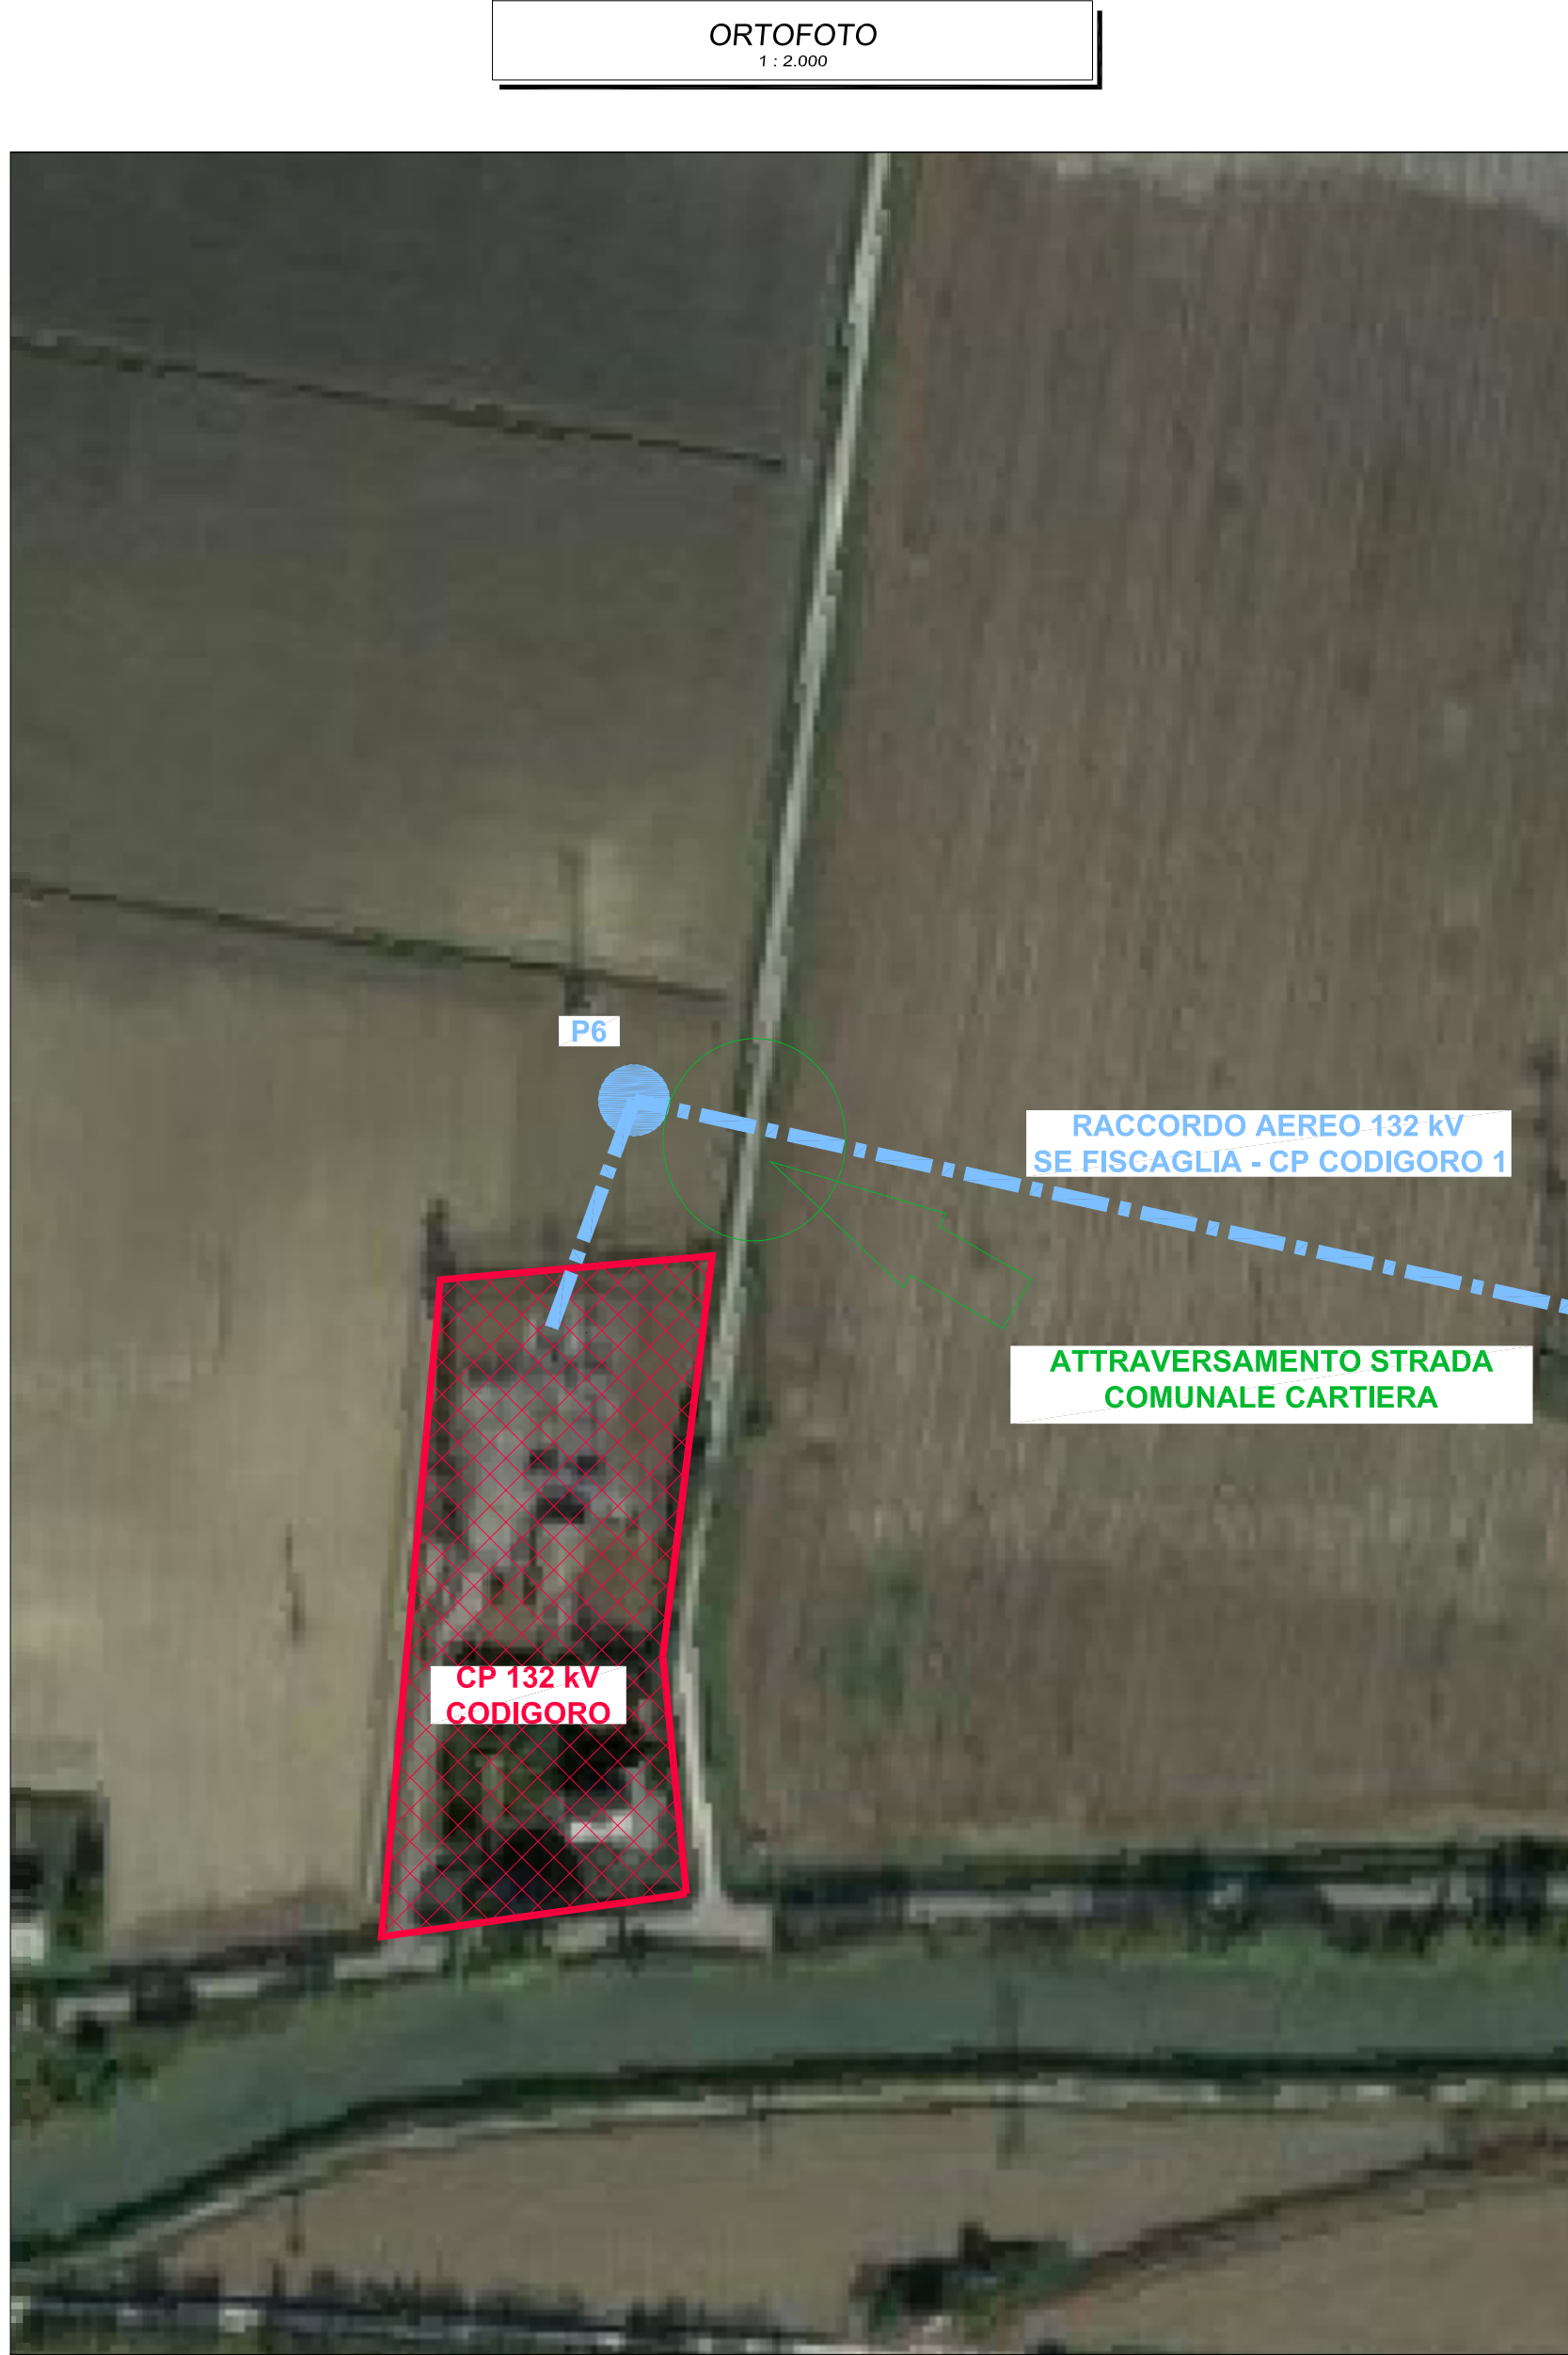 ORTOFOTO
1 : 2.000
P6
RACCORDO AEREO 132 kV
SE FISCAGLIA - CP CODIGORO 1
ATTRAVERSAMENTO STRADA
COMUNALE CARTIERA
CP 132 kV
CODIGORO